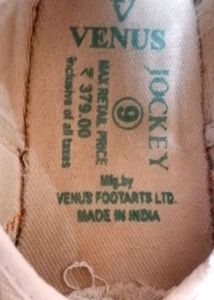 VENUS
JOCKEY
9
MAX RETAIL PRICE
₹ 379.00
Inclusive of all taxes
Mfg.by
VENUS FOOTARTS LTD.
MADE IN INDIA